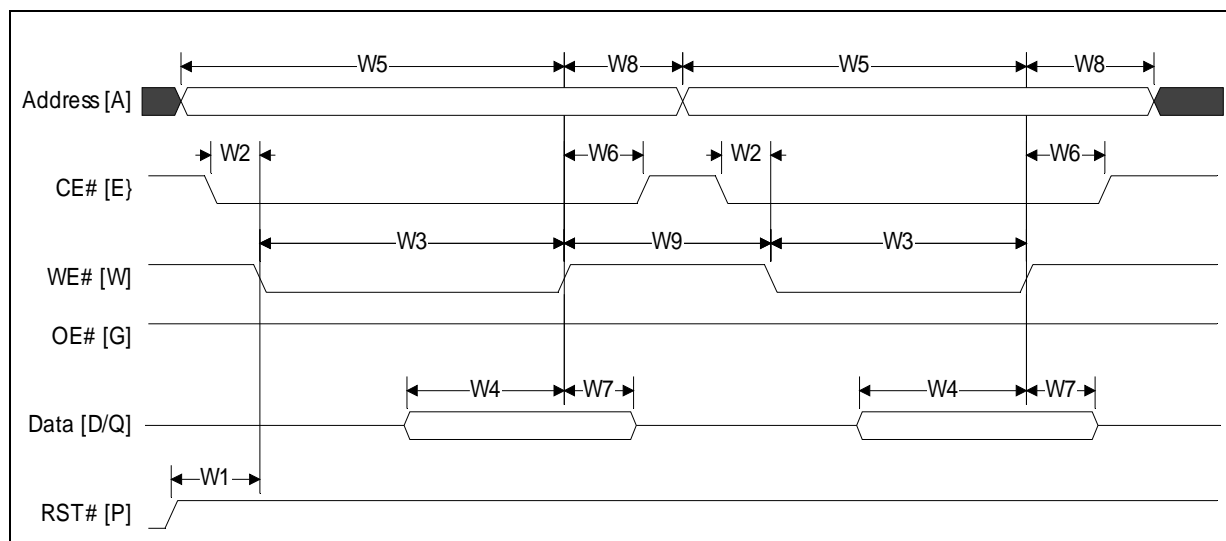 W5 W8 W5 W8
Address [A]
W2 W6 W2 W6
CE# [E}
W3 W9 W3
WE# [W]
OE# [G]
W4 W7 W4 W7
Data [D/Q]
W1
RST# [P]